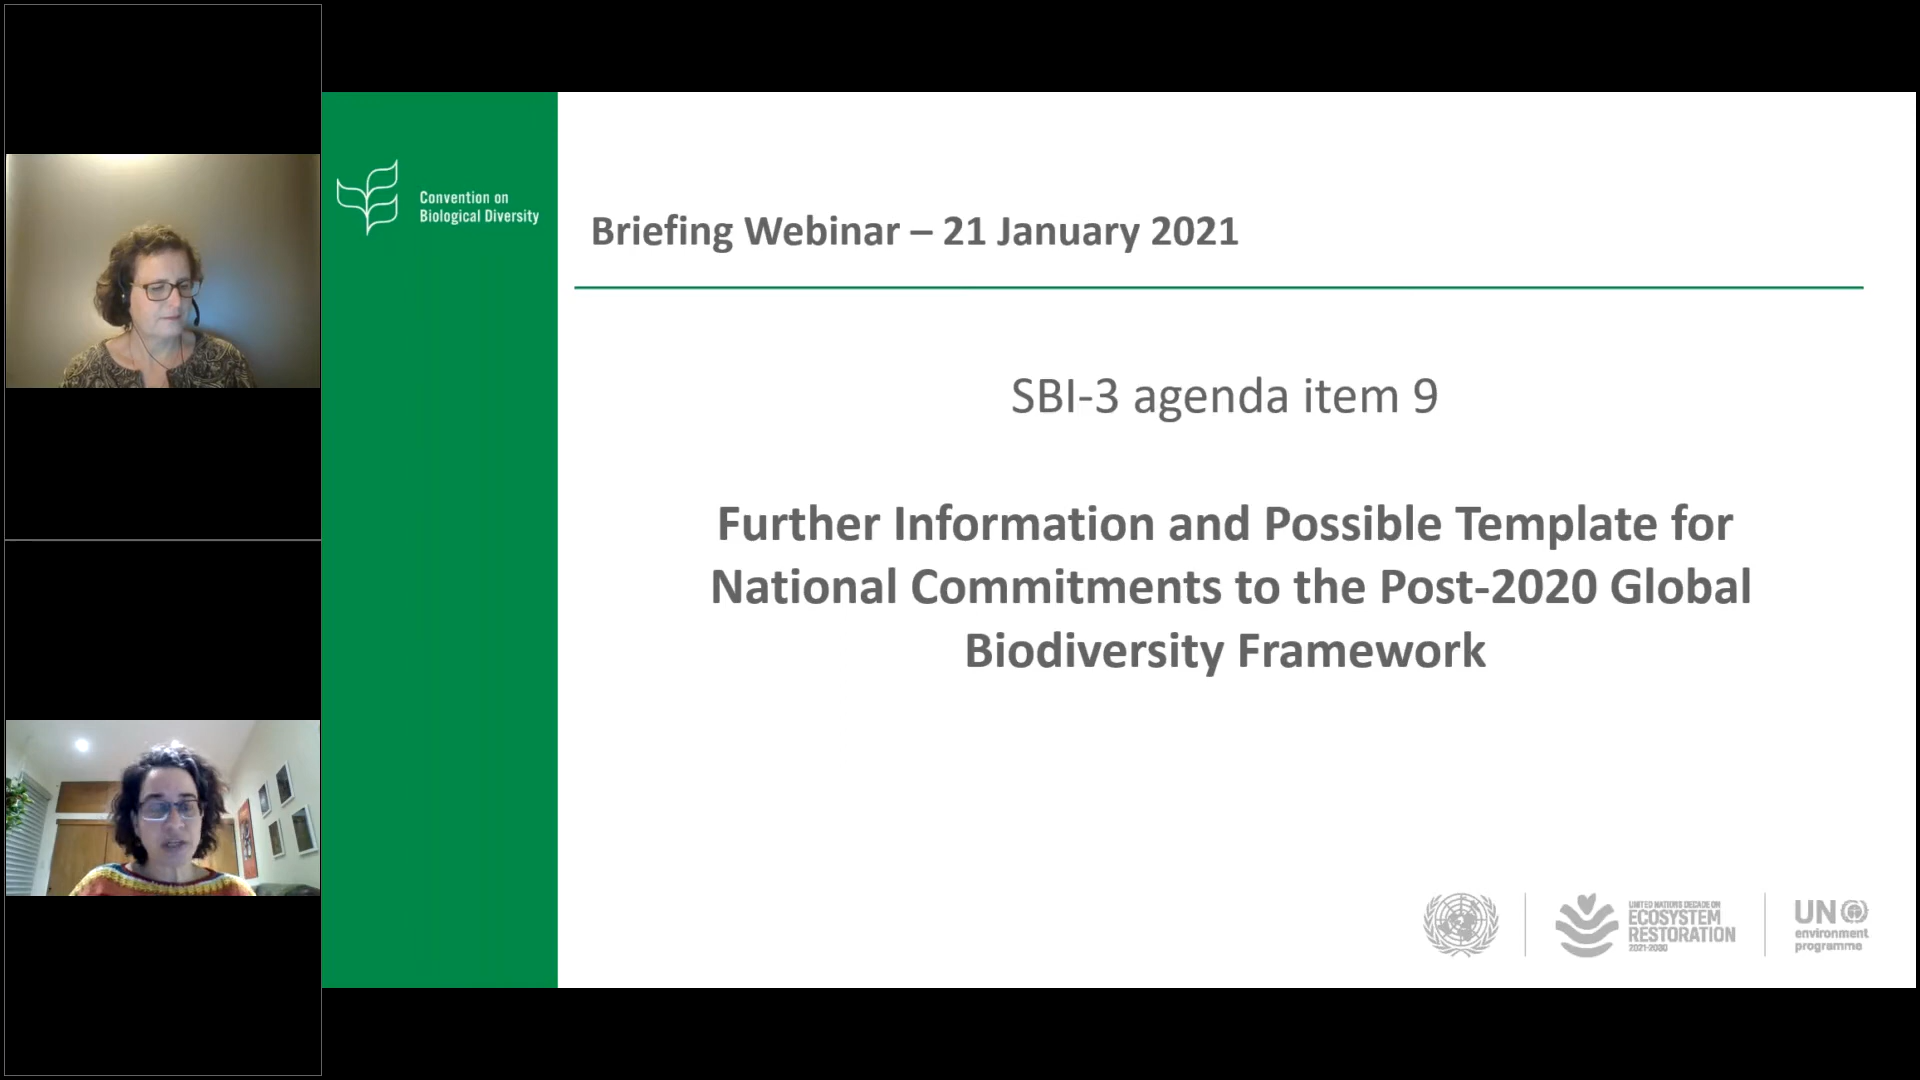 Convention on
Biological Diversity
Briefing Webinar – 21 January 2021
SBI-3 agenda item 9
Further Information and Possible Template for
National Commitments to the Post-2020 Global
Biodiversity Framework
UNITED NATIONS DECADE ON
ECOSYSTEM
RESTORATION
2021-2030
UN
environment
programme